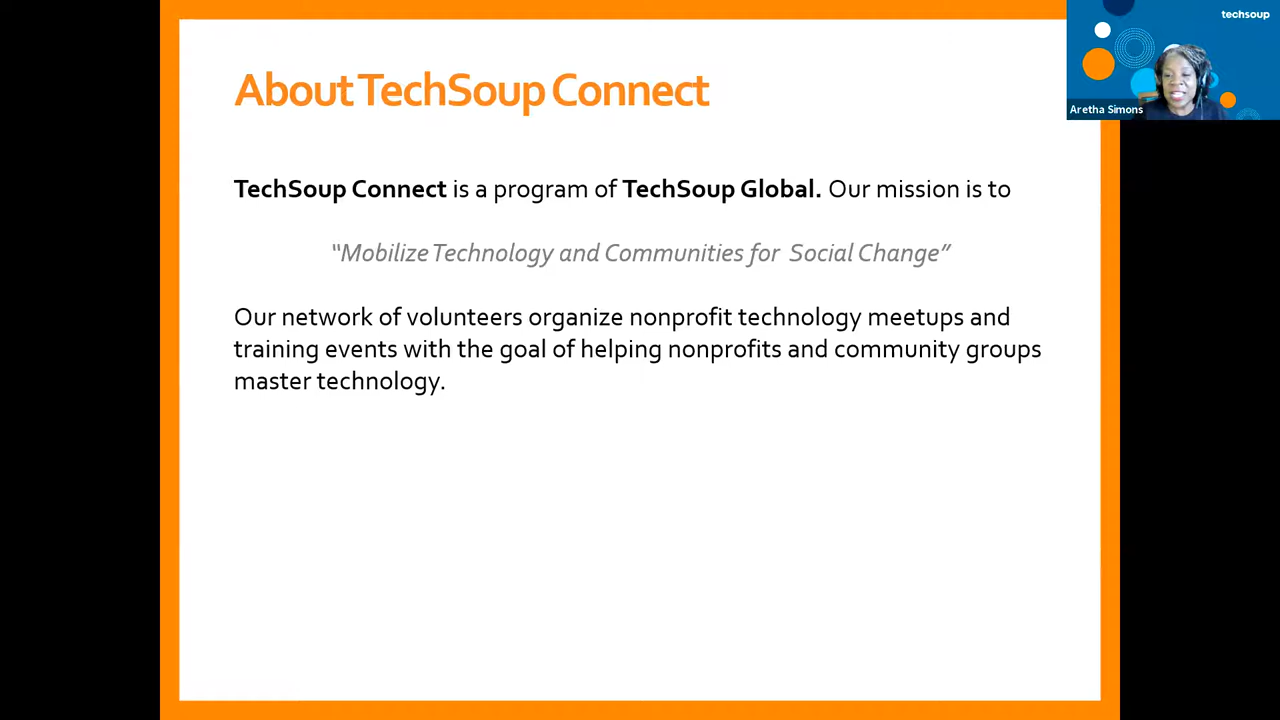 About TechSoup Connect
TechSoup Connect is a program of TechSoup Global. Our mission is to
“Mobilize Technology and Communities for Social Change”
Our network of volunteers organize nonprofit technology meetups and
training events with the goal of helping nonprofits and community groups
master technology.
techsoup
Aretha Simons